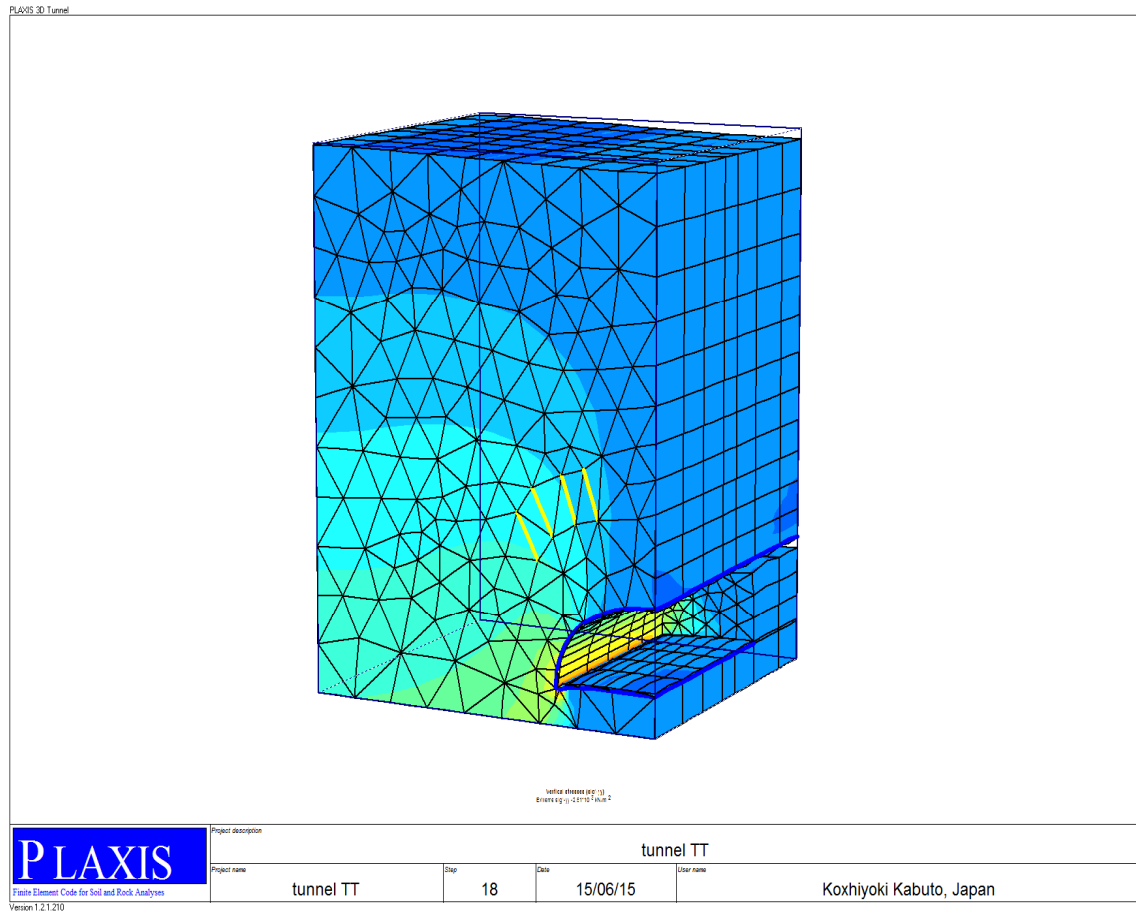 PLAXIS 3D Tunnel
Vertical stresses
PLAXIS
Finite Element Code for Soil and Rock Analyses
Project description
tunnel TT
Project name
tunnel TT
Step
18
Date
15/06/15
User name
Koxhiyoki Kabuto, Japan
Version 1.2.1.210